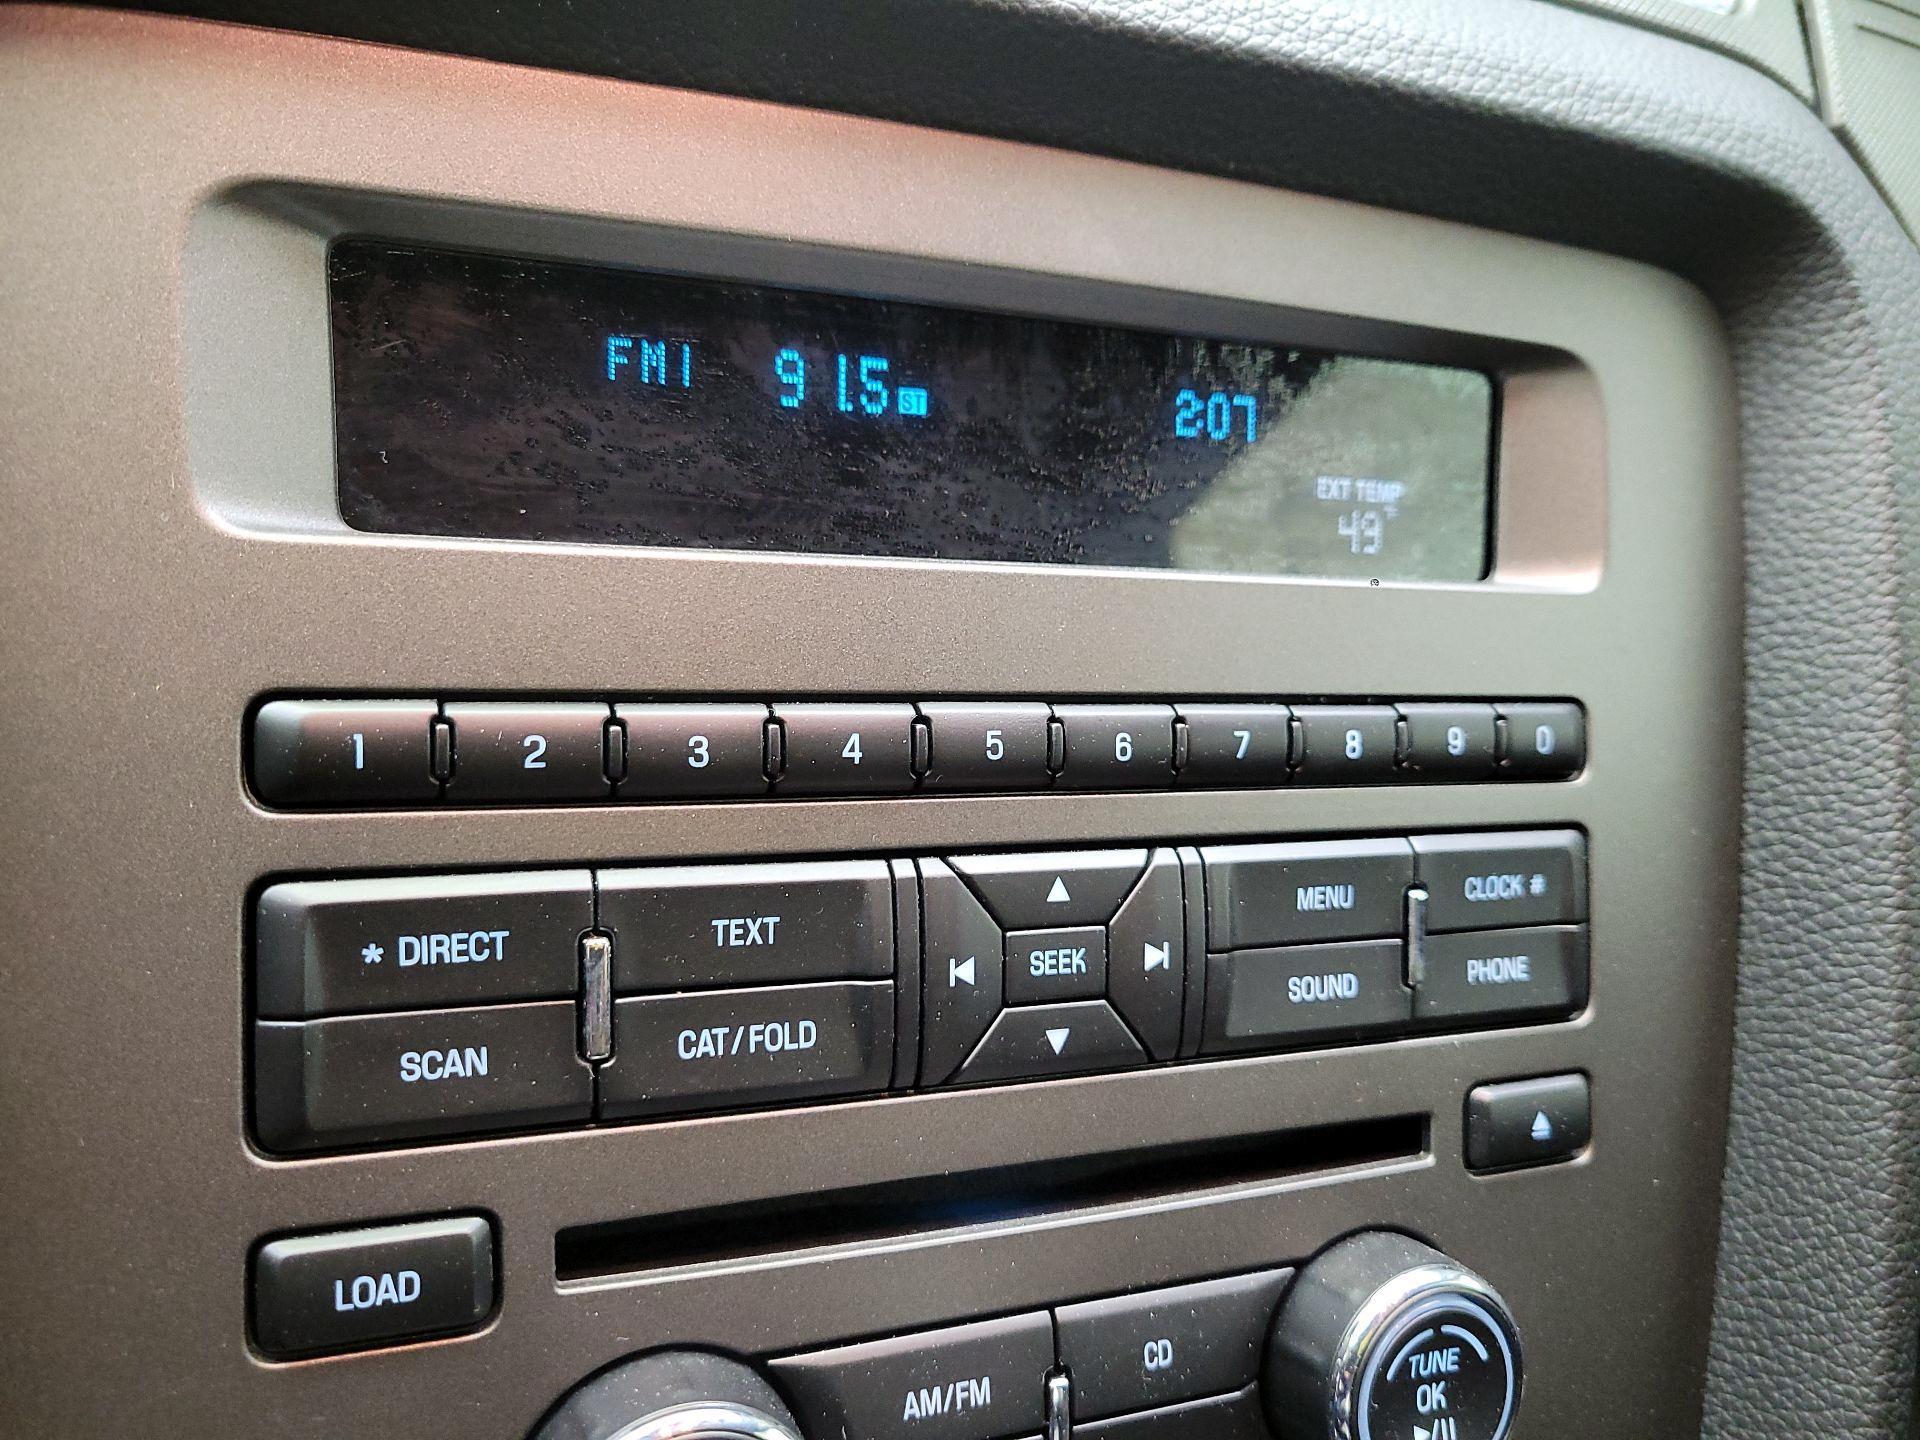 FM1 91.5 ST 2:07
EXT TEMP
49°F
1 2 3 4 5 6 7 8 9 0
* DIRECT TEXT SEEK MENU CLOCK #
SCAN CAT/FOLD SOUND PHONE
LOAD
AM/FM CD TUNE
OK